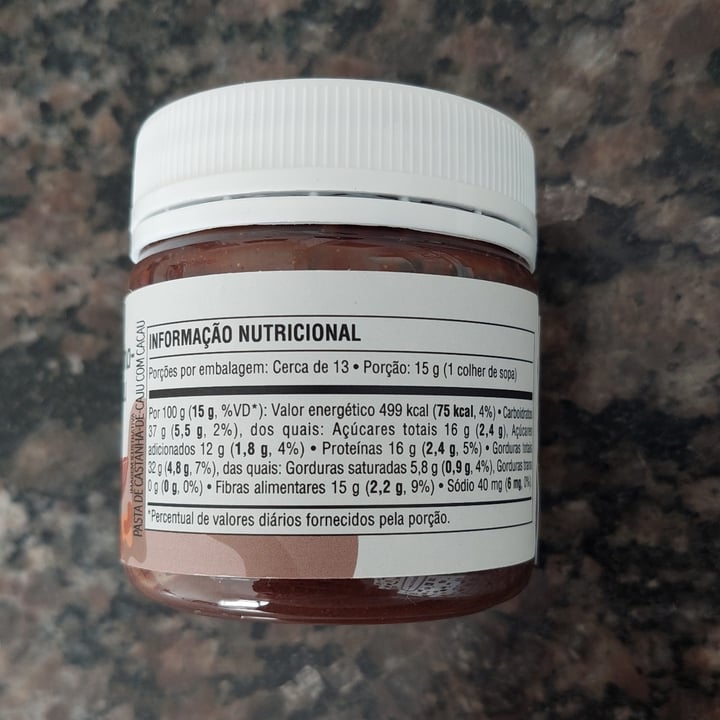 INFORMAÇÃO NUTRICIONAL
Porções por embalagem: Cerca de 13 • Porção: 15 g (1 colher de sopa)
Por 100 g (15 g, %VD*): Valor energético 499 kcal (75 kcal, 4%) • Carboidratos
37 g (5,5 g, 2%), dos quais: Açúcares totais 16 g (2,4 g), Açúcares
adicionados 12 g (1,8 g, 4%) • Proteínas 16 g (2,4 g, 5%) • Gorduras totais
32 g (4,8 g, 7%), das quais: Gorduras saturadas 5,8 g (0,9 g, 4%), Gorduras trans
0 g (0 g, 0%) • Fibras alimentares 15 g (2,2 g, 9%) • Sódio 40 mg (6 mg, 0%)
*Percentual de valores diários fornecidos pela porção.
PASTA DE CASTANHA-DE-CAJU COM CACAU